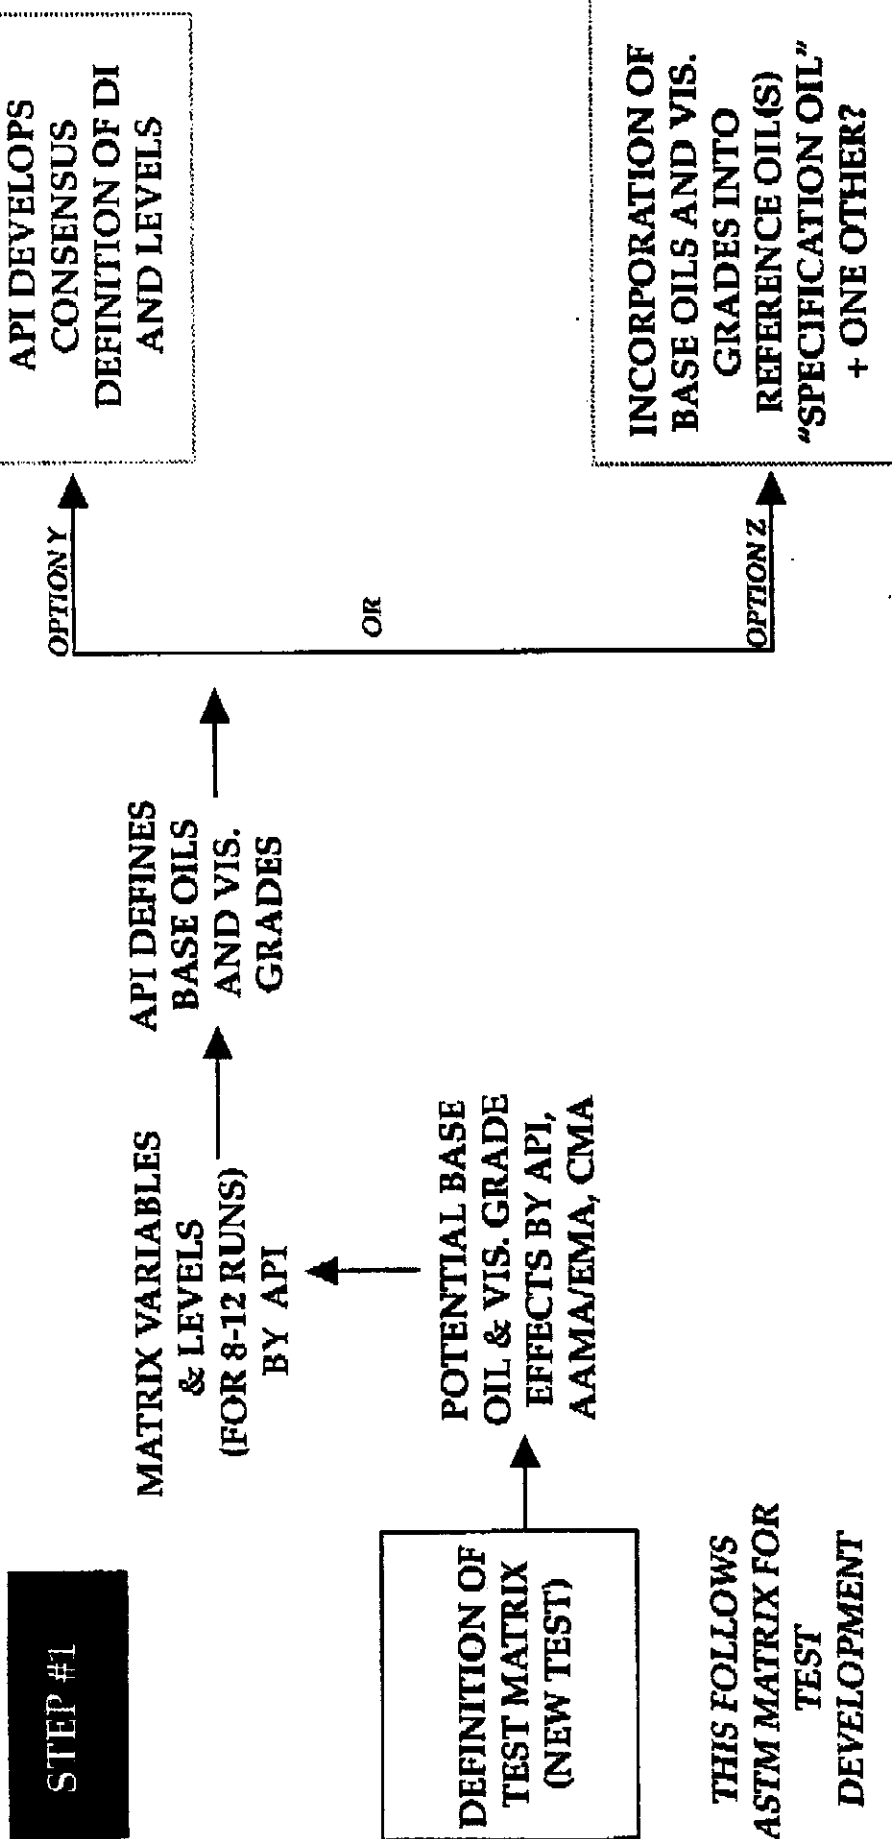 STEP #1
DEFINITION OF
TEST MATRIX
(NEW TEST)
THIS FOLLOWS
ASTM MATRIX FOR
TEST
DEVELOPMENT
POTENTIAL BASE
OIL & VIS. GRADE
EFFECTS BY API,
AAMA/EMA, CMA
MATRIX VARIABLES
& LEVELS
(FOR 8-12 RUNS)
BY API
API DEFINES
BASE OILS
AND VIS.
GRADES
OPTION Y
OR
OPTION Z
API DEVELOPS
CONSENSUS
DEFINITION OF DI
AND LEVELS
INCORPORATION OF
BASE OILS AND VIS.
GRADES INTO
REFERENCE OIL(S)
"SPECIFICATION OIL"
+ ONE OTHER?